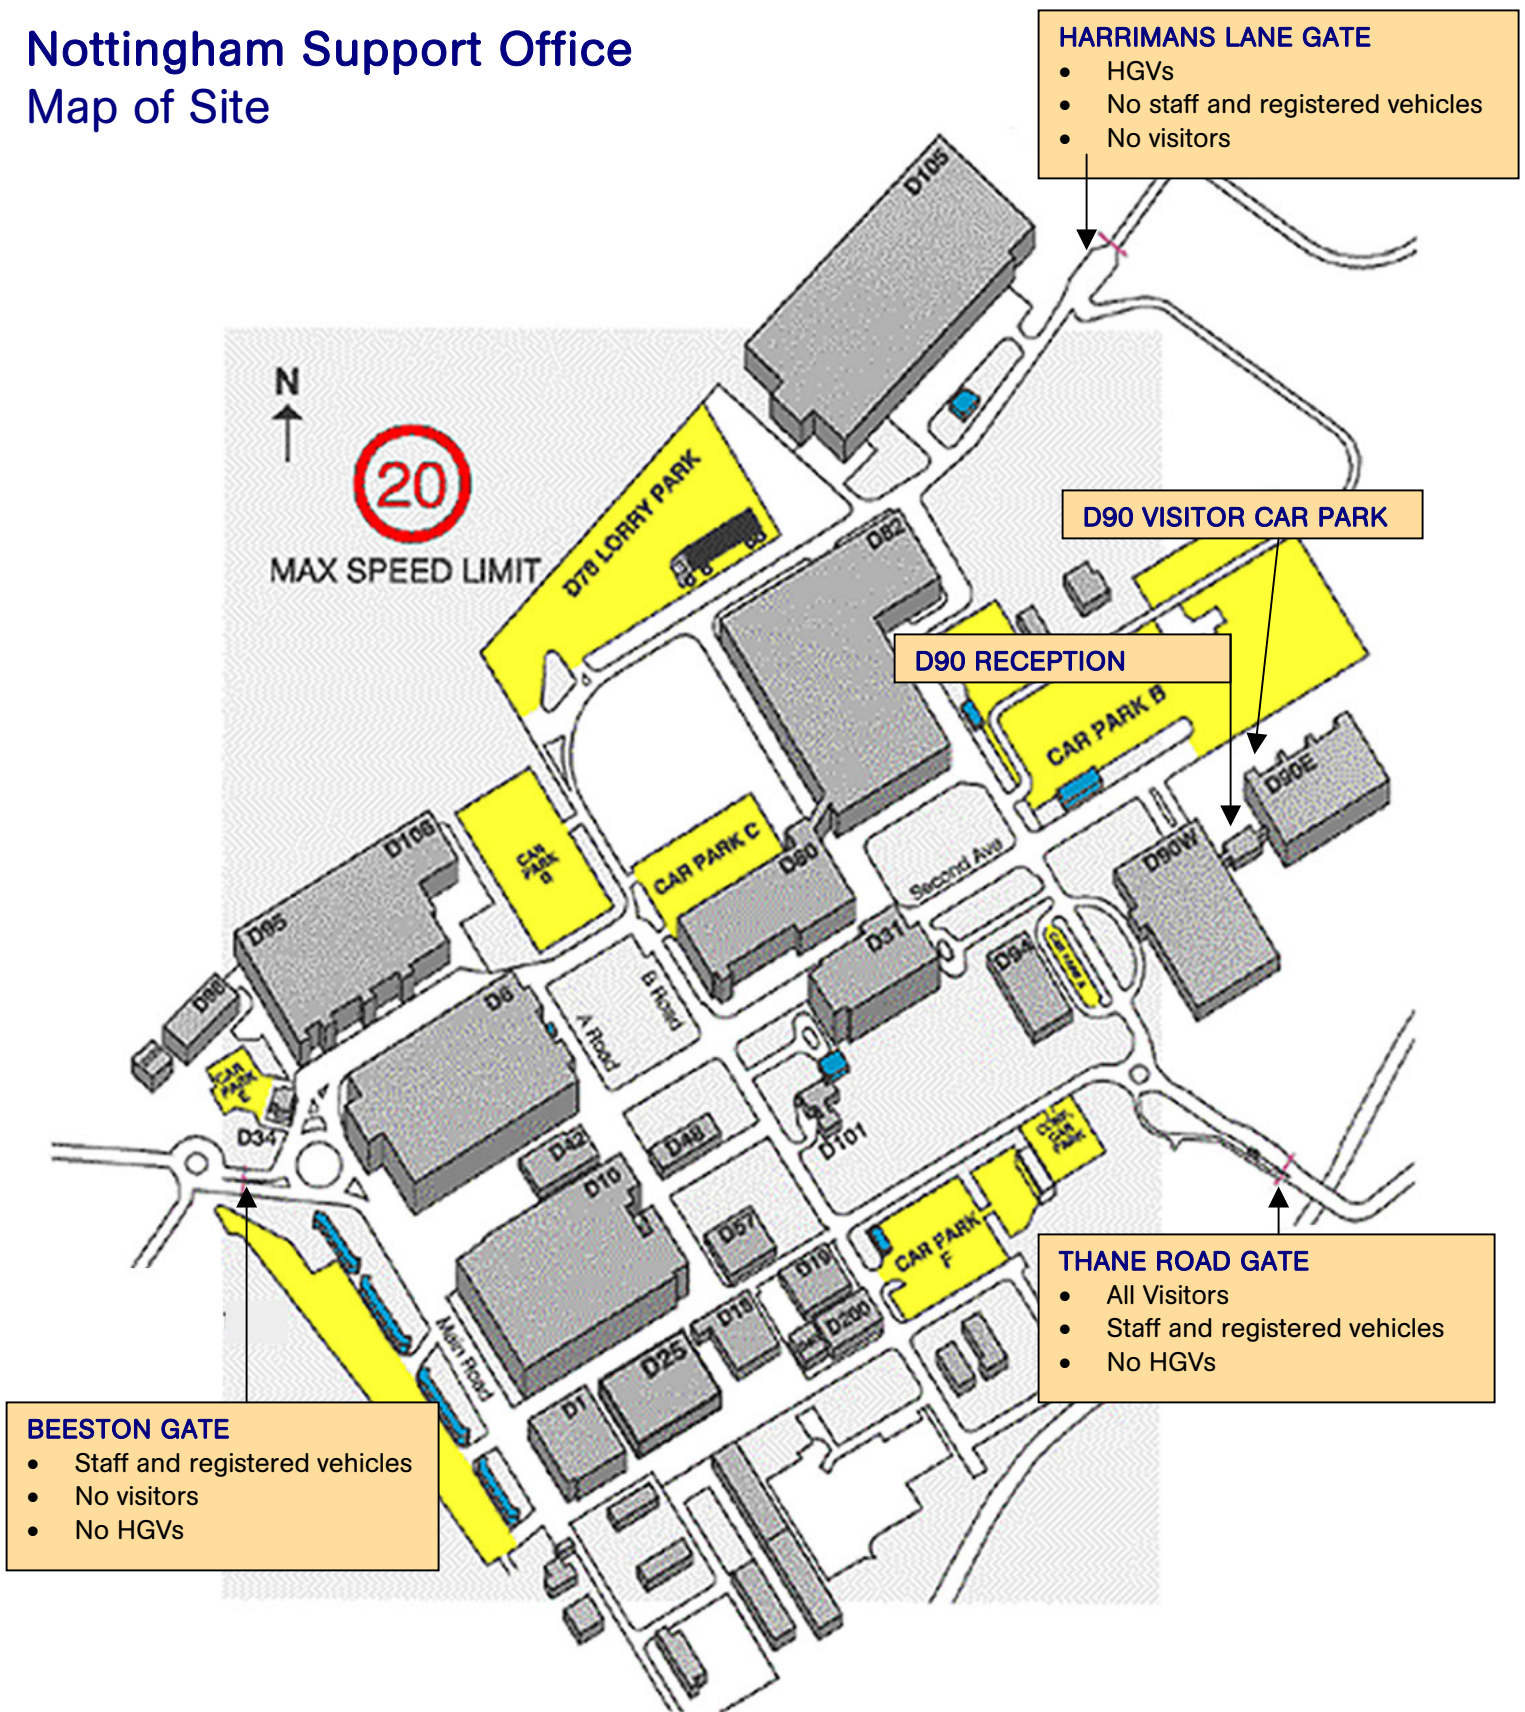 Nottingham Support Office
Map of Site
HARRIMANS LANE GATE
• HGVs
• No staff and registered vehicles
• No visitors
D105
N
20
MAX SPEED LIMIT
D90 VISITOR CAR PARK
D78 LORRY PARK
D82
D90 RECEPTION
CAR PARK B
D90E
D106
CAR
PARK
CAR PARK C
D80
D90W
Second Ave
D95
D31
D94
D98
D6
B Road
A Road
CAR
PARK
E
D34
D42
D48
D101
CAR
PARK
D10
D57
CAR PARK
F
D19
D18
D200
D25
Main Road
D1
THANE ROAD GATE
• All Visitors
• Staff and registered vehicles
• No HGVs
BEESTON GATE
• Staff and registered vehicles
• No visitors
• No HGVs